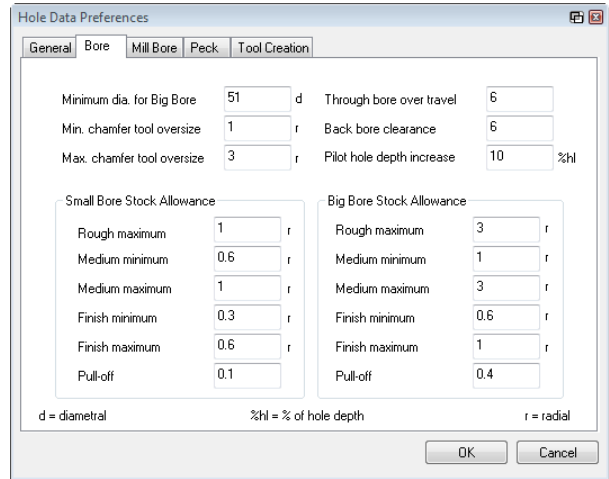 Hole Data Preferences
General Bore Mill Bore Peck Tool Creation
Minimum dia. for Big Bore 51 d Through bore over travel 6
Min. chamfer tool oversize 1 r Back bore clearance 6
Max. chamfer tool oversize 3 r Pilot hole depth increase 10 %hl
Small Bore Stock Allowance Big Bore Stock Allowance
Rough maximum 1 r Rough maximum 3 r
Medium minimum 0.6 r Medium minimum 1 r
Medium maximum 1 r Medium maximum 3 r
Finish minimum 0.3 r Finish minimum 0.6 r
Finish maximum 0.6 r Finish maximum 1 r
Pull-off 0.1 Pull-off 0.4
d = diametral %hl = % of hole depth r = radial
OK Cancel